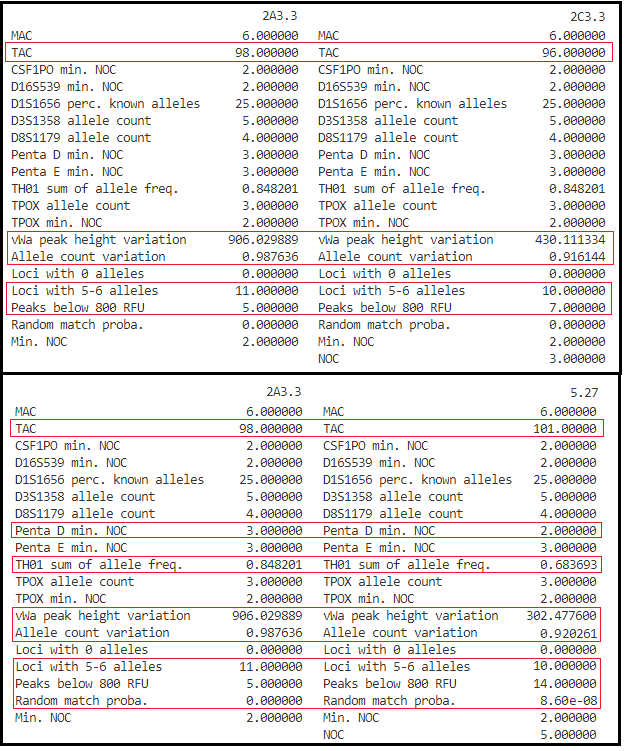 2A3.3 2C3.3
MAC 6.000000 MAC 6.000000
TAC 98.000000 TAC 96.000000
CSF1PO min. NOC 2.000000 CSF1PO min. NOC 2.000000
D16S539 min. NOC 2.000000 D16S539 min. NOC 2.000000
D1S1656 perc. known alleles 25.000000 D1S1656 perc. known alleles 25.000000
D3S1358 allele count 5.000000 D3S1358 allele count 5.000000
D8S1179 allele count 4.000000 D8S1179 allele count 4.000000
Penta D min. NOC 3.000000 Penta D min. NOC 3.000000
Penta E min. NOC 3.000000 Penta E min. NOC 3.000000
TH01 sum of allele freq. 0.848201 TH01 sum of allele freq. 0.848201
TPOX allele count 3.000000 TPOX allele count 3.000000
TPOX min. NOC 2.000000 TPOX min. NOC 2.000000
vWa peak height variation 906.029889 vWa peak height variation 430.111334
Allele count variation 0.987636 Allele count variation 0.916144
Loci with 0 alleles 0.000000 Loci with 0 alleles 0.000000
Loci with 5-6 alleles 11.000000 Loci with 5-6 alleles 10.000000
Peaks below 800 RFU 5.000000 Peaks below 800 RFU 7.000000
Random match proba. 0.000000 Random match proba. 0.000000
Min. NOC 2.000000 Min. NOC 2.000000
NOC 3.000000
2A3.3 5.27
MAC 6.000000 MAC 6.000000
TAC 98.000000 TAC 101.00000
CSF1PO min. NOC 2.000000 CSF1PO min. NOC 2.000000
D16S539 min. NOC 2.000000 D16S539 min. NOC 2.000000
D1S1656 perc. known alleles 25.000000 D1S1656 perc. known alleles 25.000000
D3S1358 allele count 5.000000 D3S1358 allele count 5.000000
D8S1179 allele count 4.000000 D8S1179 allele count 4.000000
Penta D min. NOC 3.000000 Penta D min. NOC 2.000000
Penta E min. NOC 3.000000 Penta E min. NOC 3.000000
TH01 sum of allele freq. 0.848201 TH01 sum of allele freq. 0.683693
TPOX allele count 3.000000 TPOX allele count 3.000000
TPOX min. NOC 2.000000 TPOX min. NOC 2.000000
vWa peak height variation 906.029889 vWa peak height variation 302.477600
Allele count variation 0.987636 Allele count variation 0.920261
Loci with 0 alleles 0.000000 Loci with 0 alleles 0.000000
Loci with 5-6 alleles 11.000000 Loci with 5-6 alleles 10.000000
Peaks below 800 RFU 5.000000 Peaks below 800 RFU 14.000000
Random match proba. 0.000000 Random match proba. 8.60e-08
Min. NOC 2.000000 Min. NOC 2.000000
NOC 5.000000